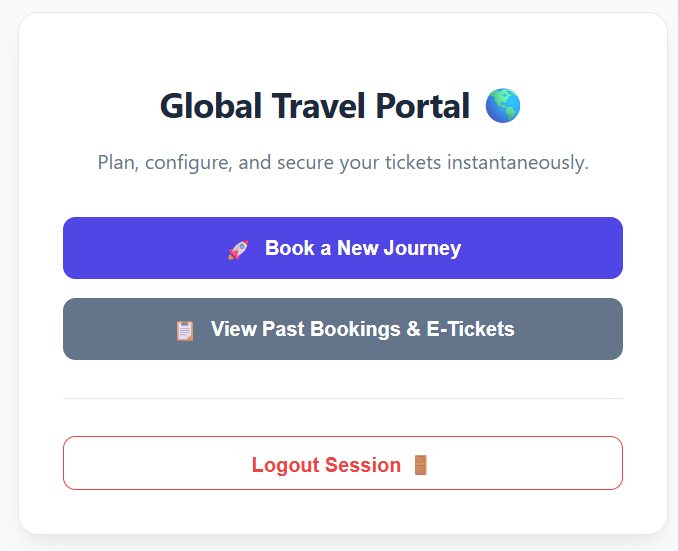 Global Travel Portal 🌎
Plan, configure, and secure your tickets instantaneously.
🚀 Book a New Journey
📋 View Past Bookings & E-Tickets
Logout Session 🚪